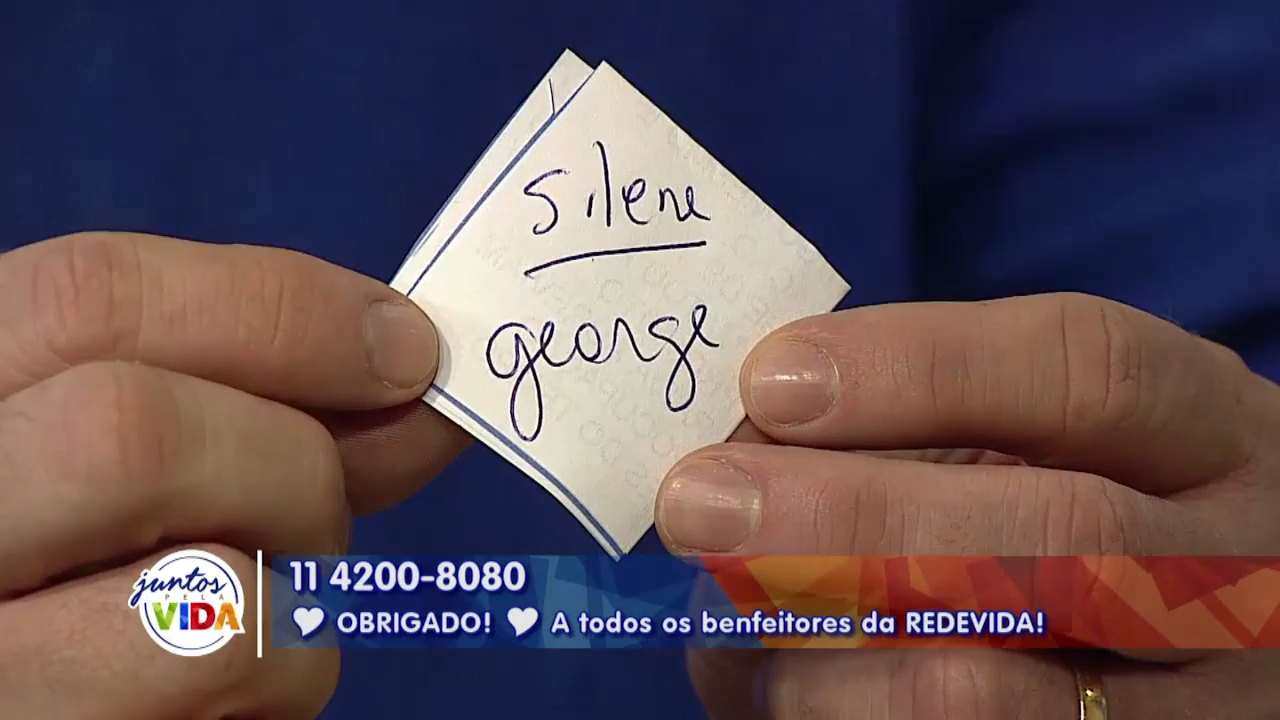 silene
george
juntos
PELA
VIDA
11 4200-8080
OBRIGADO! A todos os benfeitores da REDEVIDA!